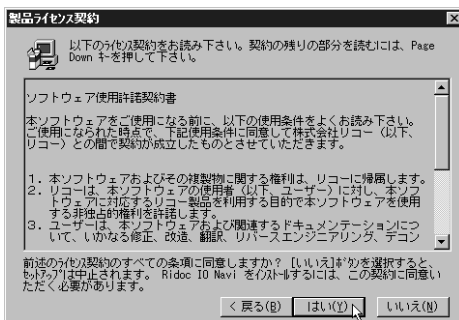 製品ライセンス契約
以下のライセンス契約をお読み下さい。契約の残りの部分を読むには、Page
Down キーを押して下さい。
ソフトウェア使用許諾契約書
本ソフトウェアをご使用になる前に、以下の使用条件をよくお読み下さい。
ご使用になられた時点で、下記使用条件に同意して株式会社リコー（以下、
リコー）との間で契約が成立したものとさせていただきます。
1. 本ソフトウェアおよびその複製物に関する権利は、リコーに帰属します。
2. リコーは、本ソフトウェアの使用者（以下、ユーザー）に対し、本ソフ
トウェアに対応するリコー製品を利用する目的で本ソフトウェアを使用
する非独占的権利を許諾します。
3. ユーザーは、本ソフトウェアおよび関連するドキュメンテーションにつ
いて、いかなる修正、改造、翻訳、リバースエンジニアリング、デコン
前述のライセンス契約のすべての条項に同意しますか？ [いいえ]ボタンを選択すると、
セットアップは中止されます。 Ridoc IO Navi をインストールするには、この契約に同意い
ただく必要があります。
< 戻る(B) はい(Y) いいえ(N)